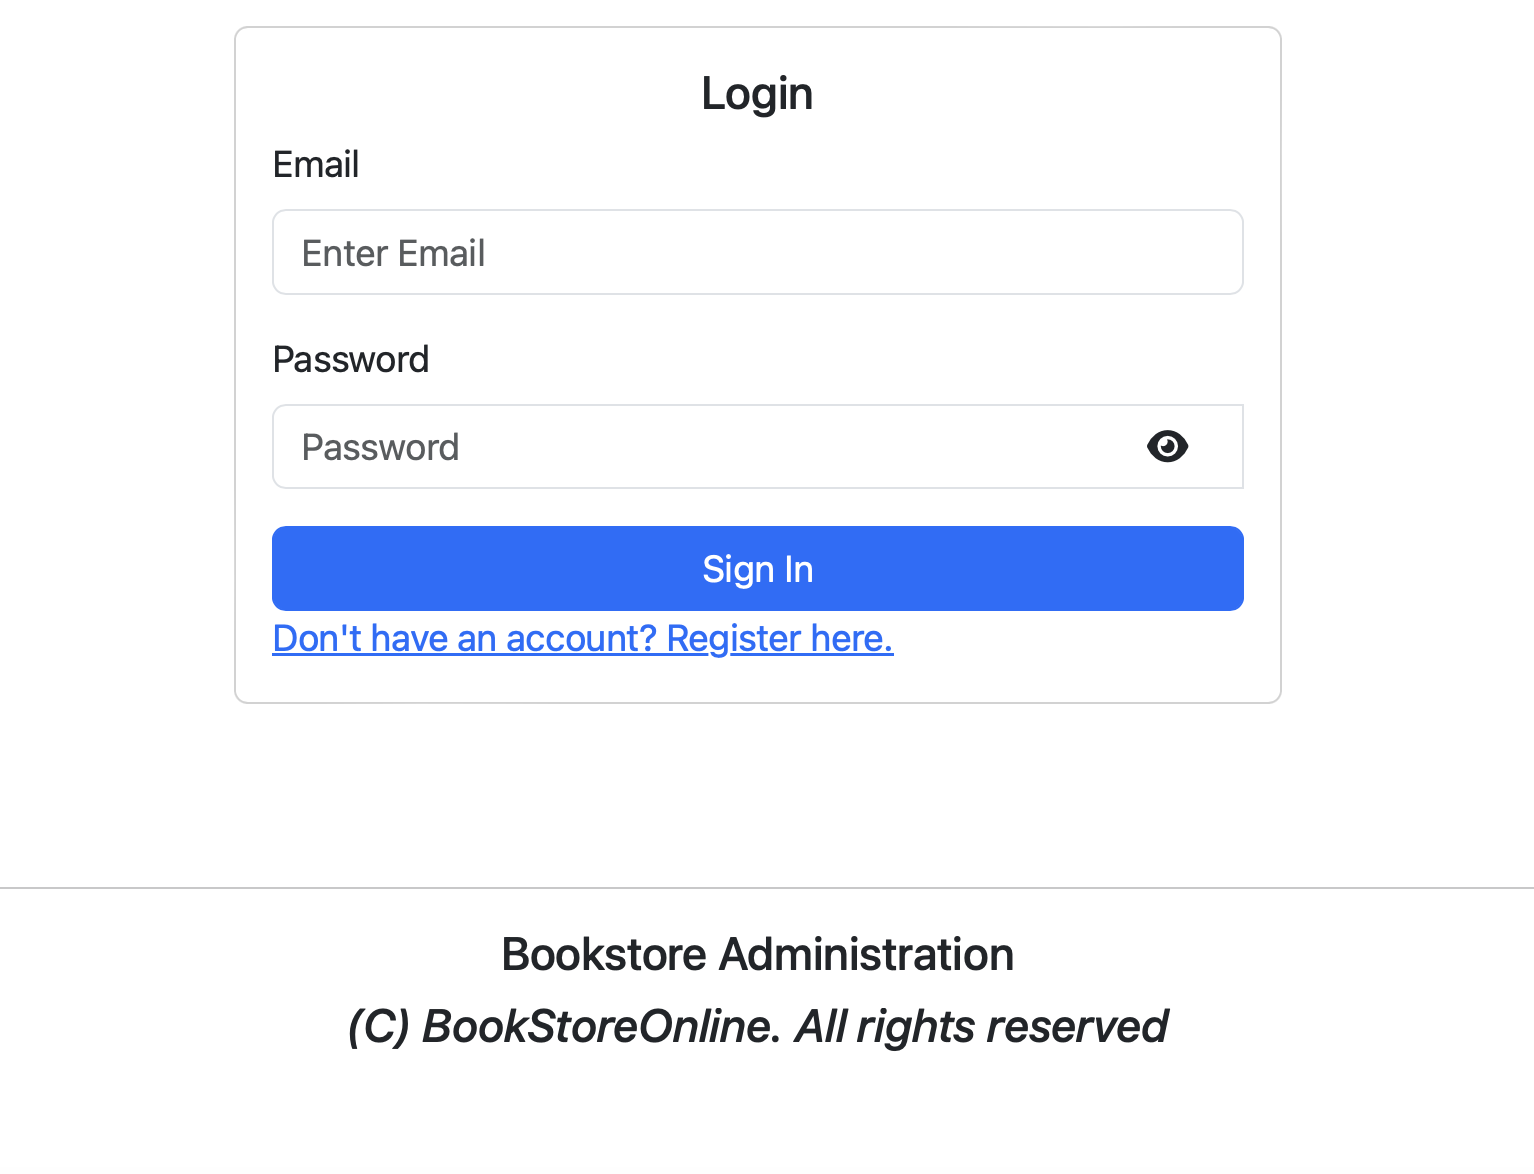 Login
Email
Enter Email
Password
Password
Sign In
Don't have an account? Register here.
Bookstore Administration
(C) BookStoreOnline. All rights reserved